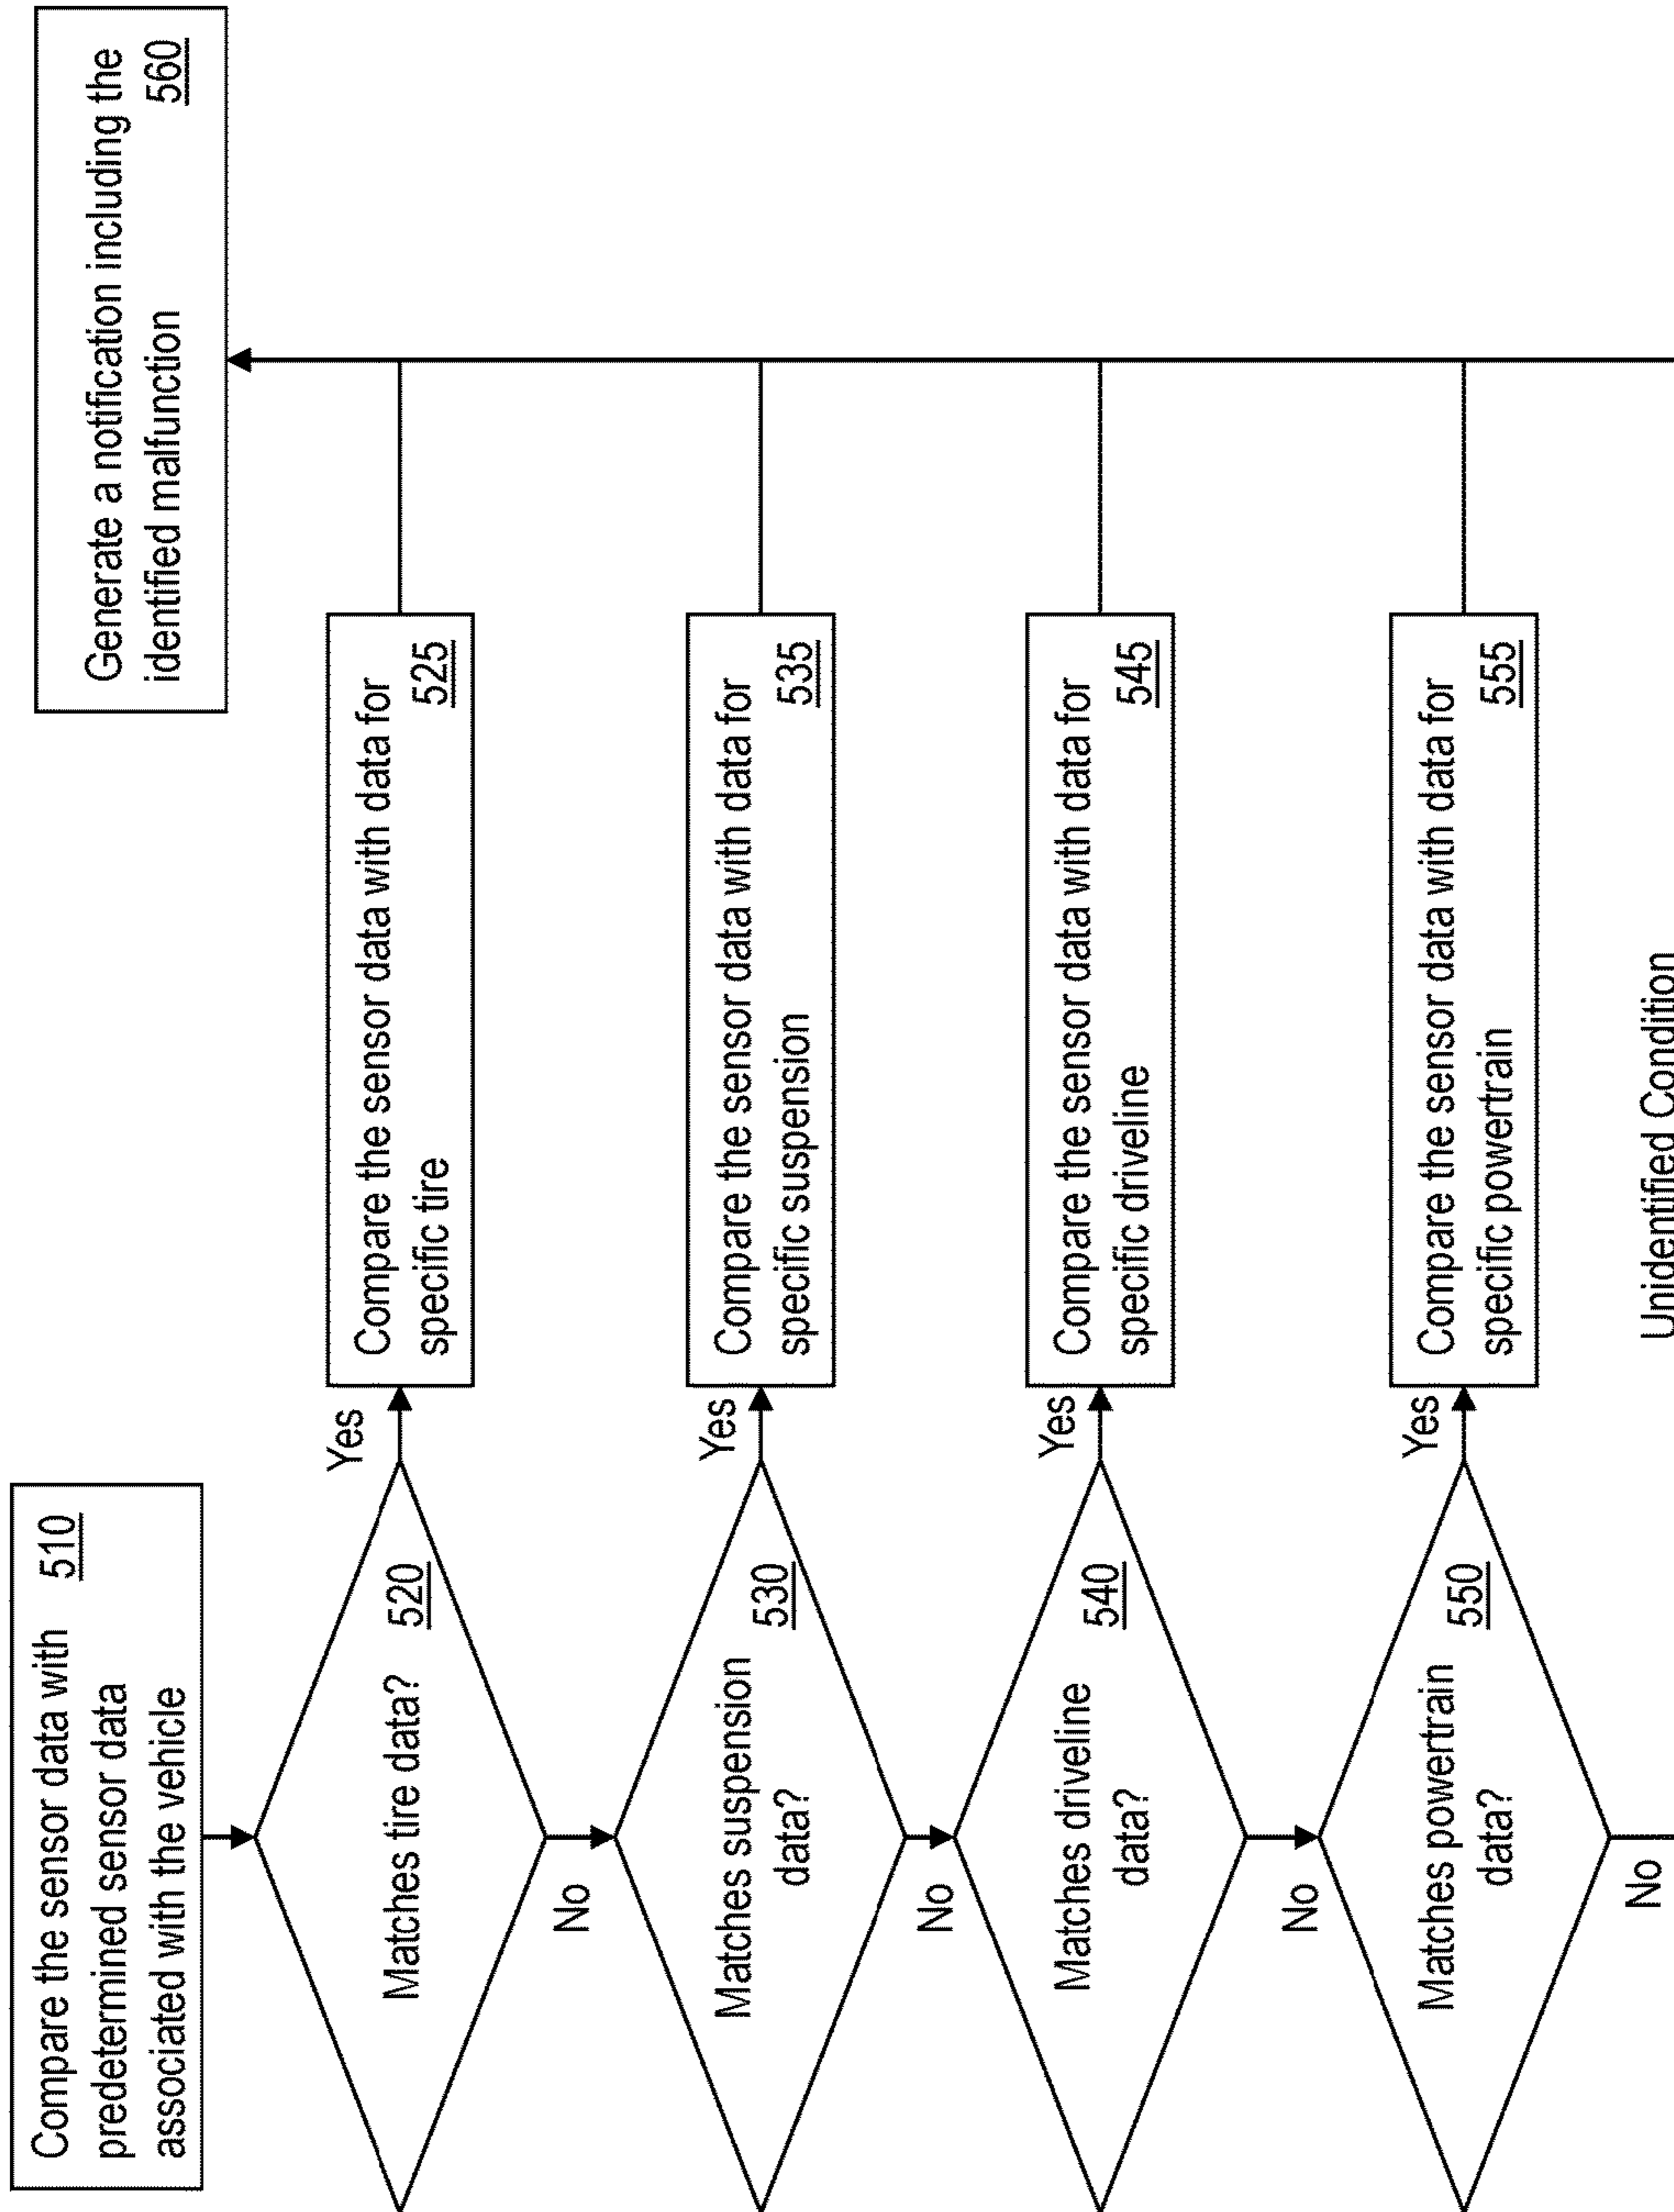 Compare the sensor data with 510
predetermined sensor data
associated with the vehicle
Matches tire data? 520
Yes
No
Compare the sensor data with data for
specific tire 525
Matches suspension 530
data?
Yes
No
Compare the sensor data with data for
specific suspension 535
Matches driveline 540
data?
Yes
No
Compare the sensor data with data for
specific driveline 545
Matches powertrain 550
data?
Yes
No
Compare the sensor data with data for
specific powertrain 555
Unidentified Condition
Generate a notification including the
identified malfunction 560